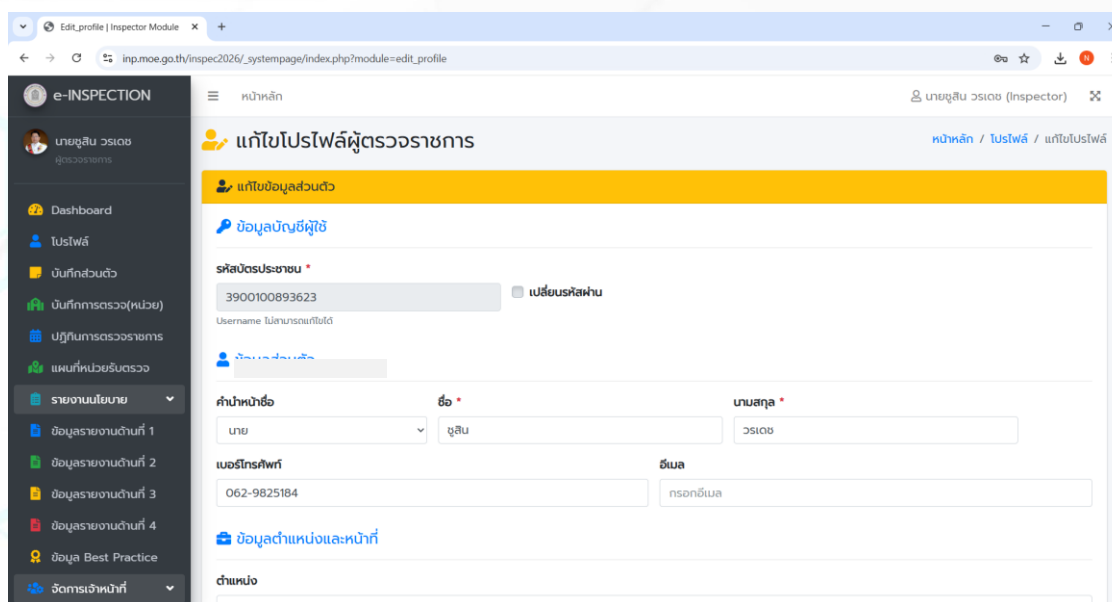 Edit_profile | Inspector Module
inp.moe.go.th/inspec2026/_systempage/index.php?module=edit_profile
N
e-INSPECTION
หน้าหลัก
นายชูสิน วรเดช (Inspector)
นายชูสิน วรเดช
ผู้ตรวจราชการ
แก้ไขโปรไฟล์ผู้ตรวจราชการ
หน้าหลัก / โปรไฟล์ / แก้ไขโปรไฟล์
แก้ไขข้อมูลส่วนตัว
Dashboard
โปรไฟล์
บันทึกส่วนตัว
บันทึกการตรวจ(หน่วย)
ปฏิทินการตรวจราชการ
แผนที่หน่วยรับตรวจ
รายงานนโยบาย
ข้อมูลรายงานด้านที่ 1
ข้อมูลรายงานด้านที่ 2
ข้อมูลรายงานด้านที่ 3
ข้อมูลรายงานด้านที่ 4
ข้อมูล Best Practice
จัดการเจ้าหน้าที่
ข้อมูลบัญชีผู้ใช้
รหัสบัตรประชาชน *
3900100893623
เปลี่ยนรหัสผ่าน
Username ไม่สามารถแก้ไขได้
คำนำหน้าชื่อ
ชื่อ *
นามสกุล *
นาย
ชูสิน
วรเดช
เบอร์โทรศัพท์
อีเมล
062-9825184
กรอกอีเมล
ข้อมูลตำแหน่งและหน้าที่
ตำแหน่ง